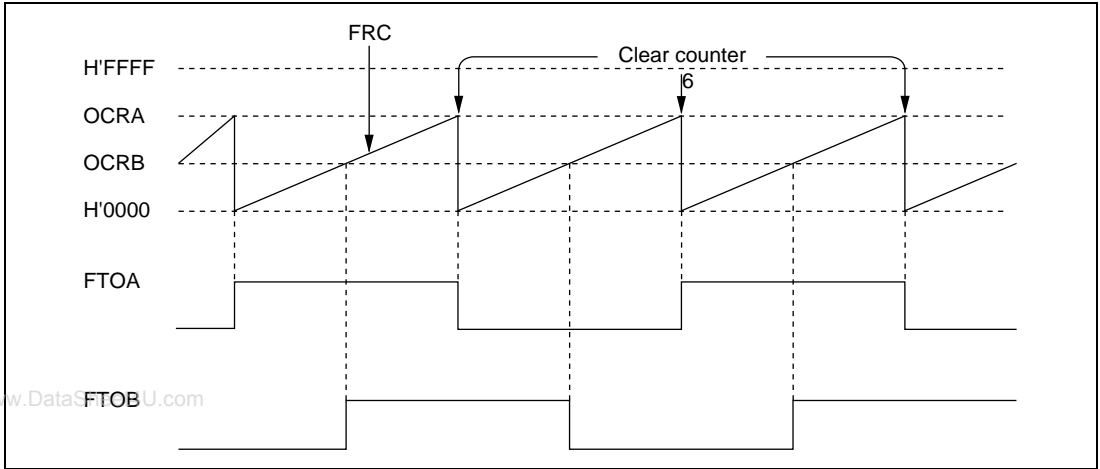 FRC
Clear counter
6
H'FFFF
OCRA
OCRB
H'0000
FTOA
FTOB